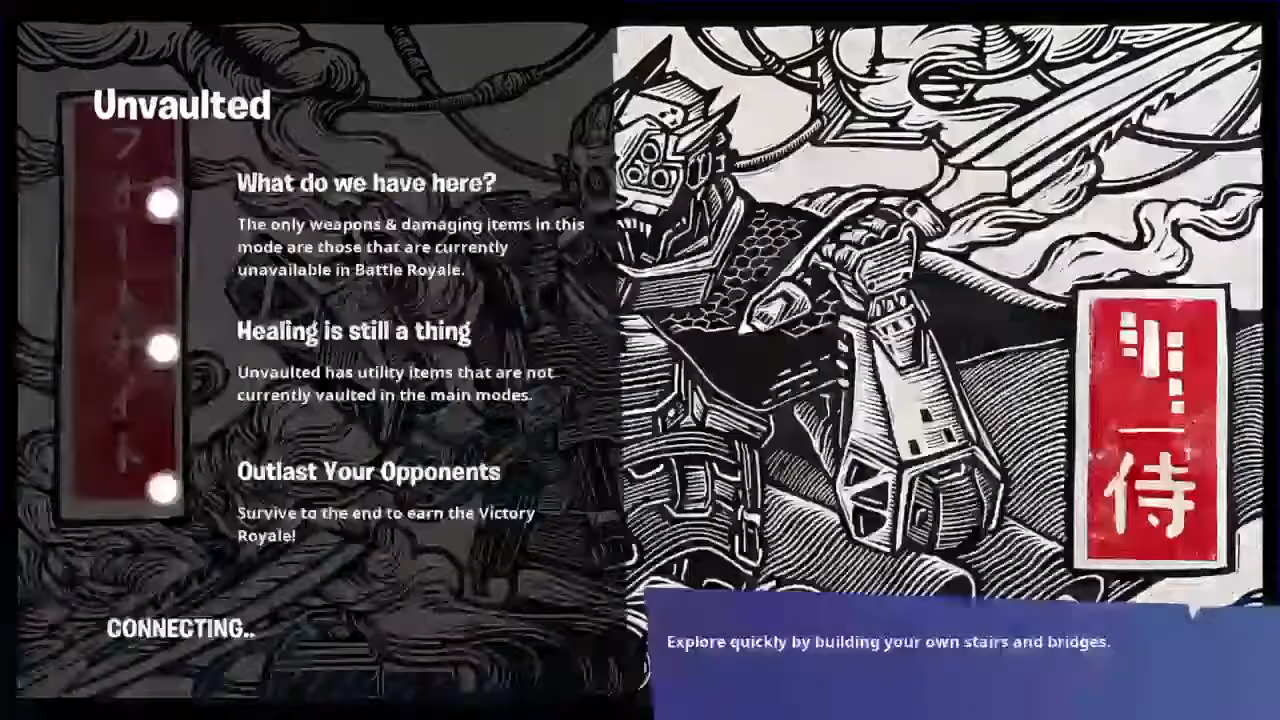 Unvaulted
What do we have here?
The only weapons & damaging items in this
mode are those that are currently
unavailable in Battle Royale.
Healing is still a thing
Unvaulted has utility items that are not
currently vaulted in the main modes.
Outlast Your Opponents
Survive to the end to earn the Victory
Royale!
CONNECTING..
侍
Explore quickly by building your own stairs and bridges.